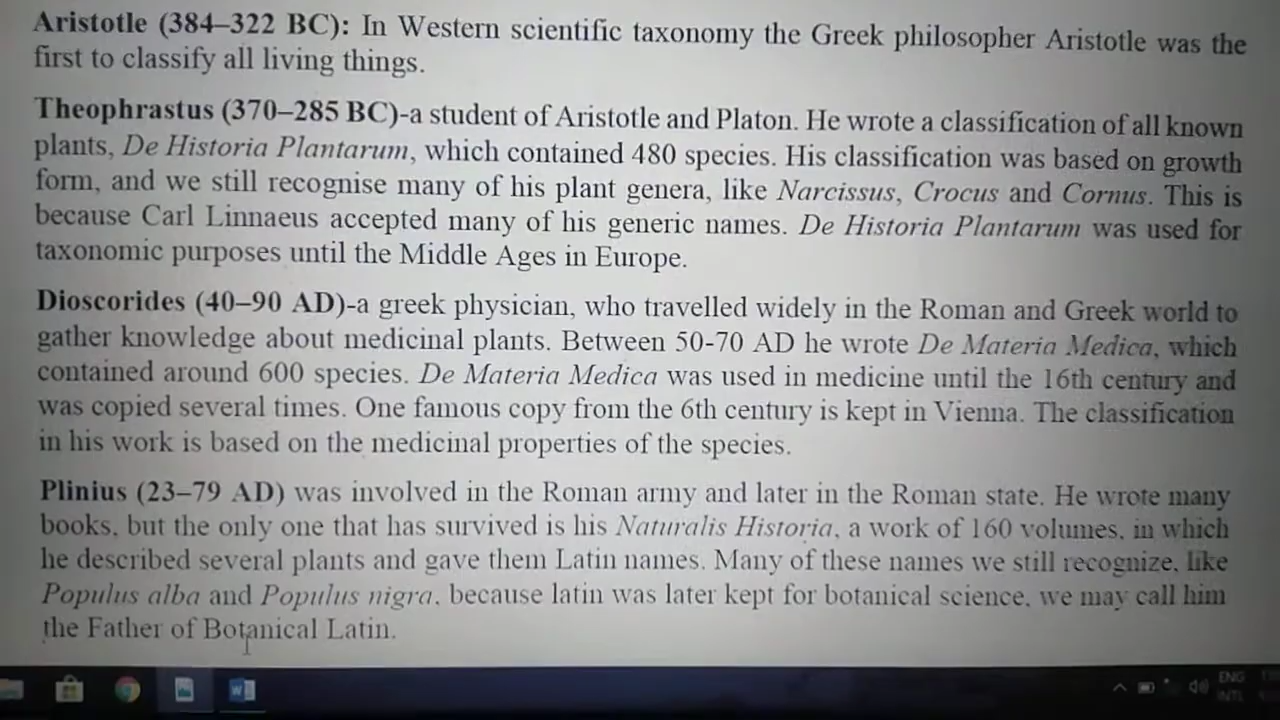 Aristotle (384–322 BC): In Western scientific taxonomy the Greek philosopher Aristotle was the
first to classify all living things.
Theophrastus (370–285 BC)-a student of Aristotle and Platon. He wrote a classification of all known
plants, De Historia Plantarum, which contained 480 species. His classification was based on growth
form, and we still recognise many of his plant genera, like Narcissus, Crocus and Cornus. This is
because Carl Linnaeus accepted many of his generic names. De Historia Plantarum was used for
taxonomic purposes until the Middle Ages in Europe.
Dioscorides (40–90 AD)-a greek physician, who travelled widely in the Roman and Greek world to
gather knowledge about medicinal plants. Between 50-70 AD he wrote De Materia Medica, which
contained around 600 species. De Materia Medica was used in medicine until the 16th century and
was copied several times. One famous copy from the 6th century is kept in Vienna. The classification
in his work is based on the medicinal properties of the species.
Plinius (23–79 AD) was involved in the Roman army and later in the Roman state. He wrote many
books, but the only one that has survived is his Naturalis Historia, a work of 160 volumes, in which
he described several plants and gave them Latin names. Many of these names we still recognize, like
Populus alba and Populus nigra, because latin was later kept for botanical science, we may call him
the Father of Botanical Latin.
ENG
INTL